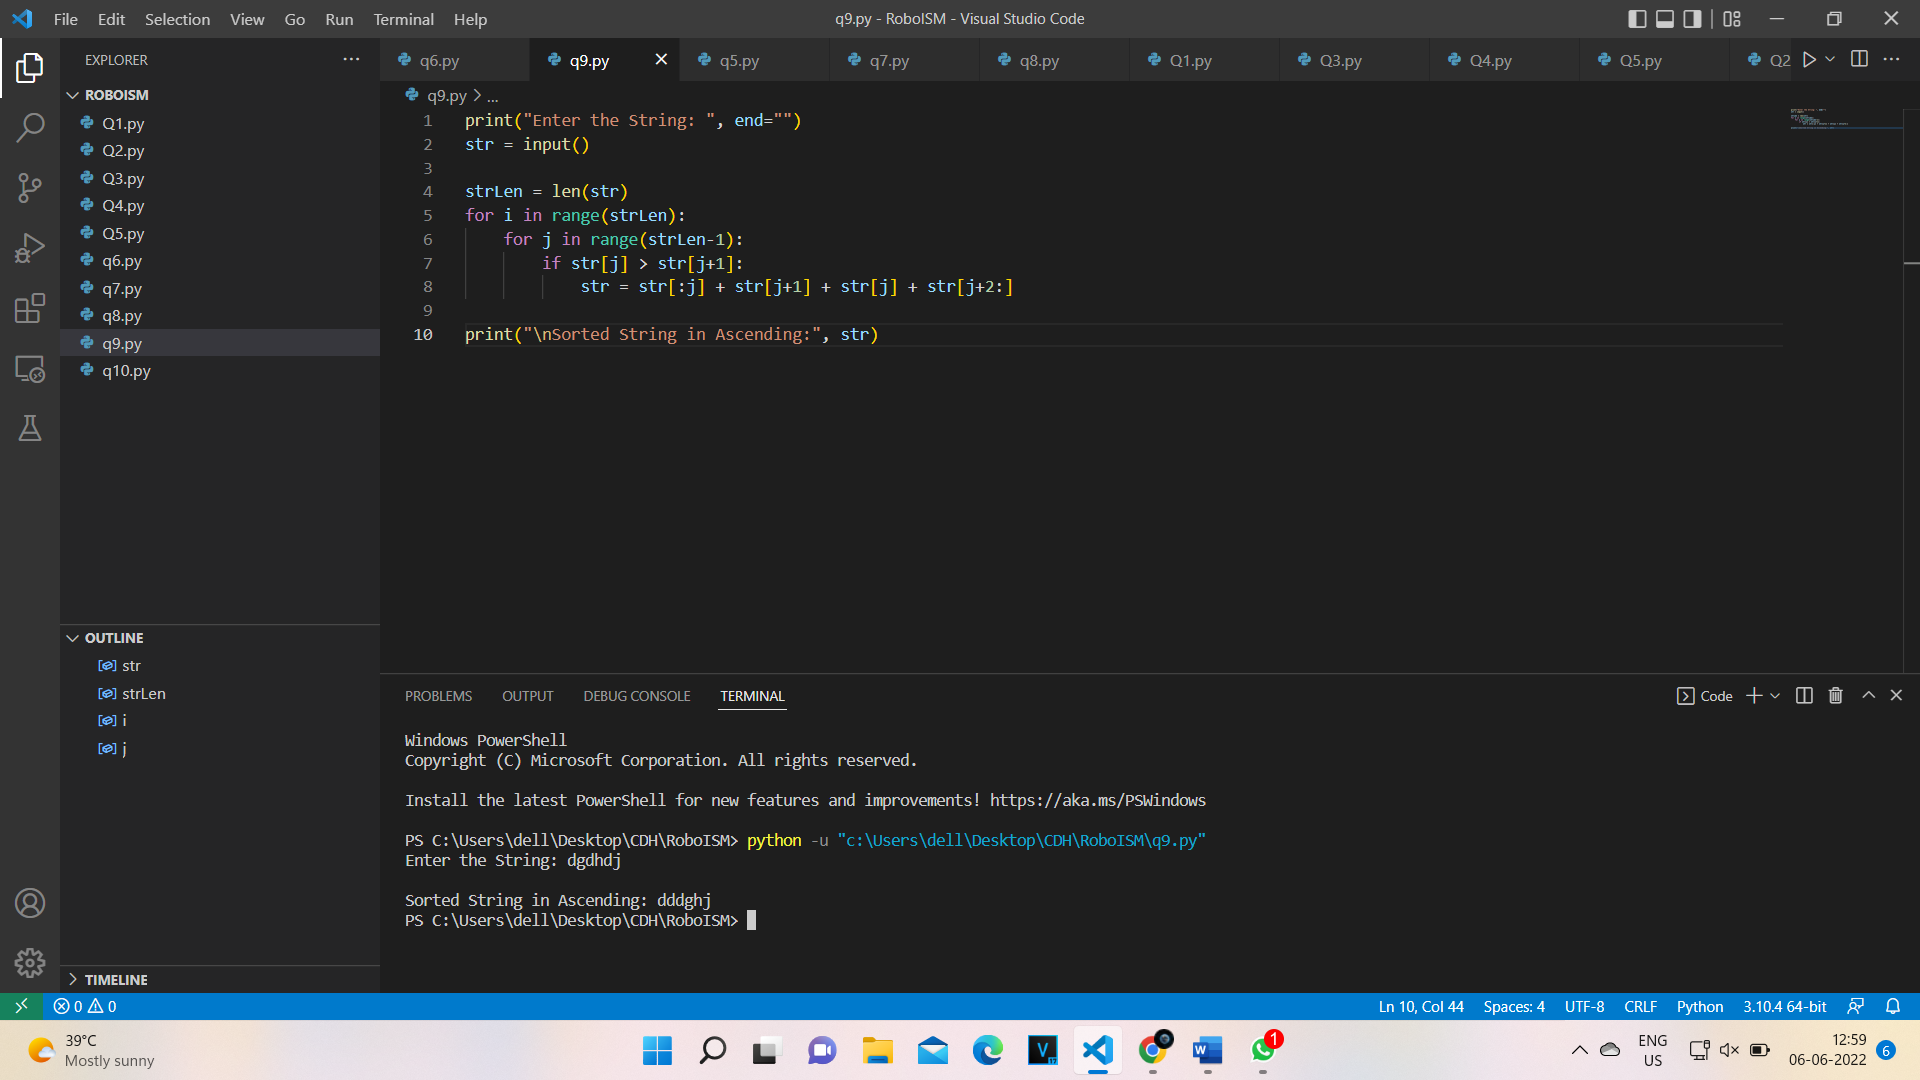 File Edit Selection View Go Run Terminal Help
q9.py - RoboISM - Visual Studio Code
EXPLORER
ROBOISM
Q1.py
Q2.py
Q3.py
Q4.py
Q5.py
q6.py
q7.py
q8.py
q9.py
q10.py
OUTLINE
str
strLen
i
j
TIMELINE
q6.py q9.py q5.py q7.py q8.py Q1.py Q3.py Q4.py Q5.py Q2
q9.py > ...
1 print("Enter the String: ", end="")
2 str = input()
3
4 strLen = len(str)
5 for i in range(strLen):
6     for j in range(strLen-1):
7         if str[j] > str[j+1]:
8             str = str[:j] + str[j+1] + str[j] + str[j+2:]
9
10 print("\nSorted String in Ascending:", str)
PROBLEMS OUTPUT DEBUG CONSOLE TERMINAL
Code
Windows PowerShell
Copyright (C) Microsoft Corporation. All rights reserved.
Install the latest PowerShell for new features and improvements! https://aka.ms/PSWindows
PS C:\Users\dell\Desktop\CDH\RoboISM> python -u "c:\Users\dell\Desktop\CDH\RoboISM\q9.py"
Enter the String: dgdhdj
Sorted String in Ascending: dddghj
PS C:\Users\dell\Desktop\CDH\RoboISM>
0 0
Ln 10, Col 44 Spaces: 4 UTF-8 CRLF Python 3.10.4 64-bit
39°C
Mostly sunny
V
W
1
ENG
US
12:59
06-06-2022
6